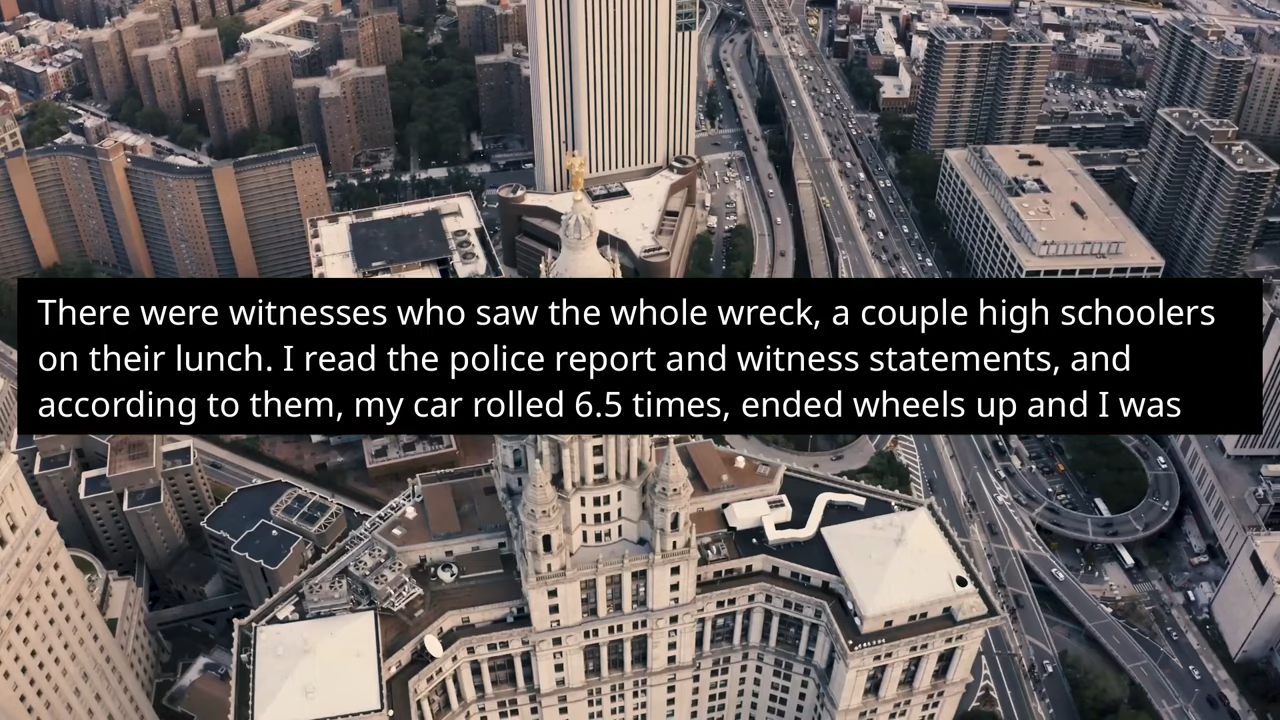 There were witnesses who saw the whole wreck, a couple high schoolers
on their lunch. I read the police report and witness statements, and
according to them, my car rolled 6.5 times, ended wheels up and I was